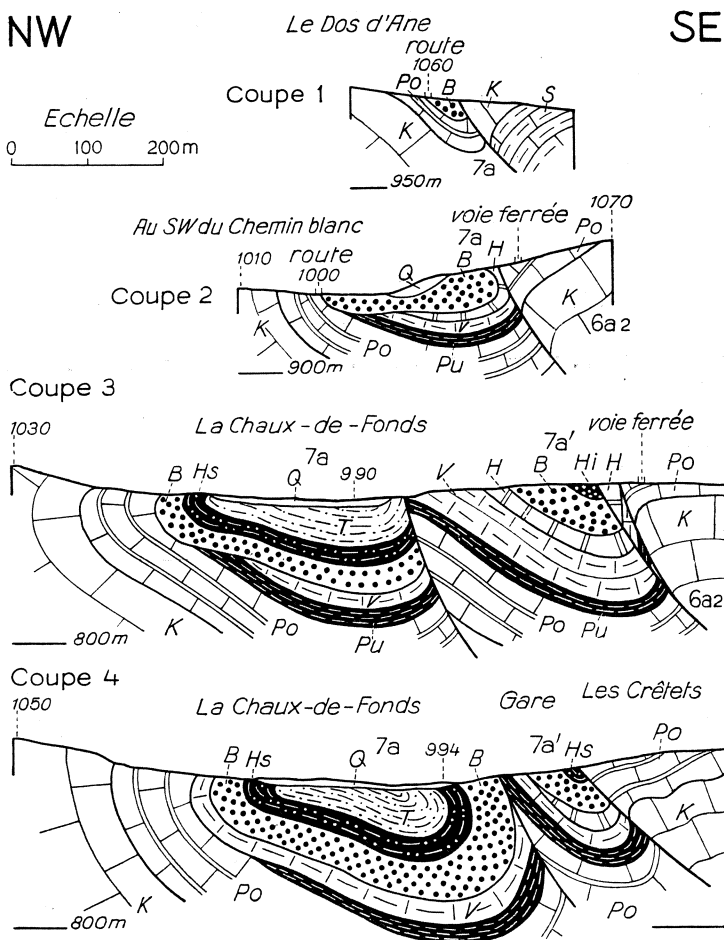 NW
SE
Le Dos d'Ane
route
1060
Po B K S
Coupe 1
Echelle
0 100 200m
K
7a
950m
Au SW du Chemin blanc
voie ferrée
1070
1010 route
1000
7a
Q B H Po
Coupe 2
K V K
6a2
Po Pu
900m
Coupe 3
1030
La Chaux-de-Fonds
7a
7a'
voie ferrée
B Hs Q 990 V H B Hi H Po
T
K
V
6a2
800m K Po Pu Po Pu
Coupe 4
1050
La Chaux-de-Fonds Gare Les Crêtets
B Hs Q 7a 994 B 7a' Hs Po
T
K
K
Po V Po
800m